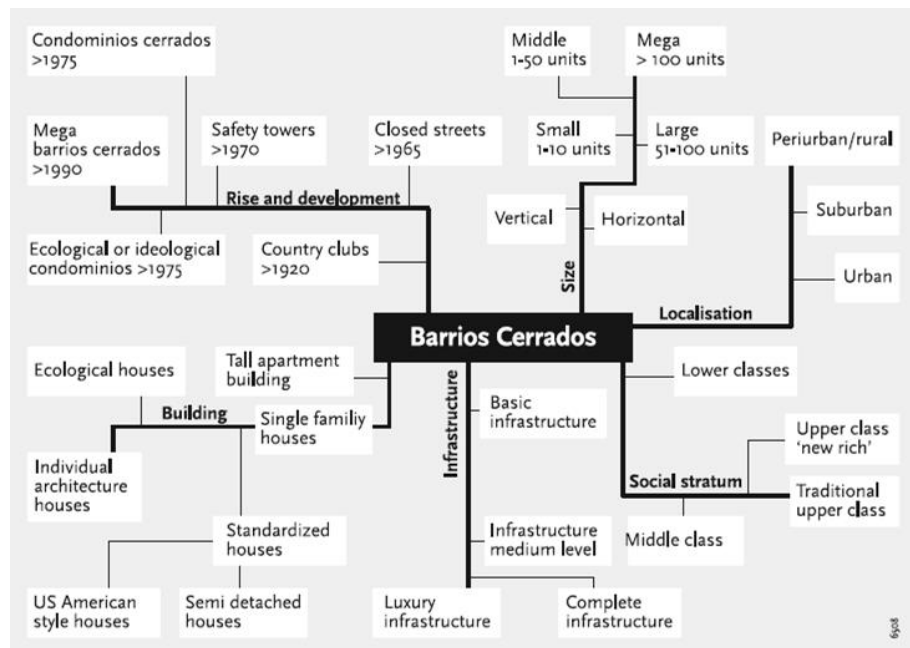 Condominios cerrados
>1975
Middle
1-50 units
Mega
> 100 units
Mega
barrios cerrados
>1990
Safety towers
>1970
Closed streets
>1965
Small
1-10 units
Large
51-100 units
Periurban/rural
Rise and development
Vertical
Horizontal
Suburban
Ecological or ideological
condominios >1975
Country clubs
>1920
Size
Urban
Localisation
Barrios Cerrados
Ecological houses
Tall apartment
building
Lower classes
Building
Single familiy
houses
Infrastructure
Basic
infrastructure
Upper class
'new rich'
Individual
architecture
houses
Social stratum
Traditional
upper class
Standardized
houses
Infrastructure
medium level
Middle class
US American
style houses
Semi detached
houses
Luxury
infrastructure
Complete
infrastructure
6508